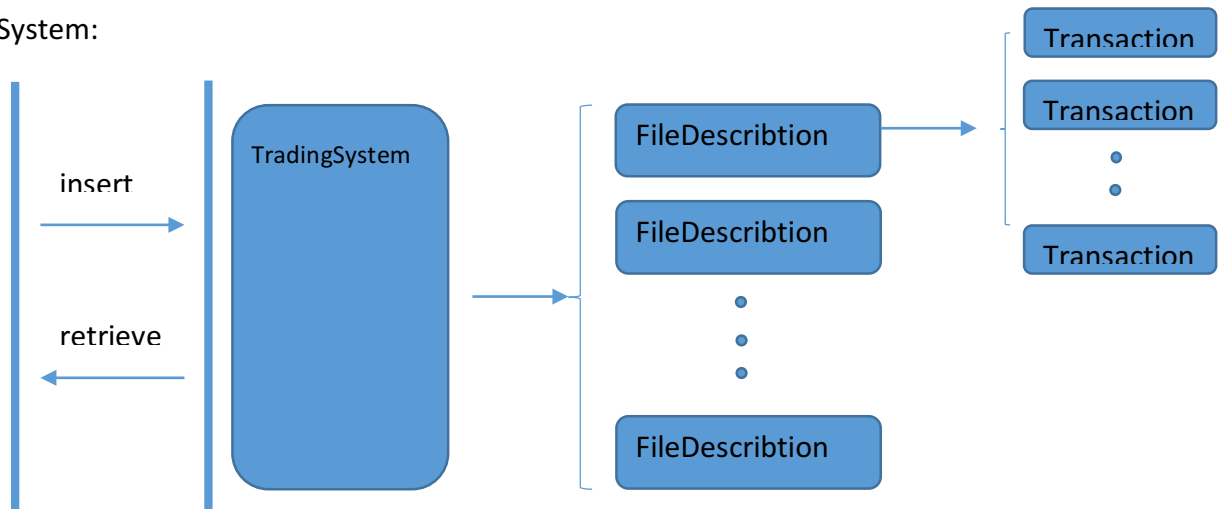 System:
TradingSystem
insert
retrieve
FileDescribtion
FileDescribtion
FileDescribtion
Transaction
Transaction
Transaction